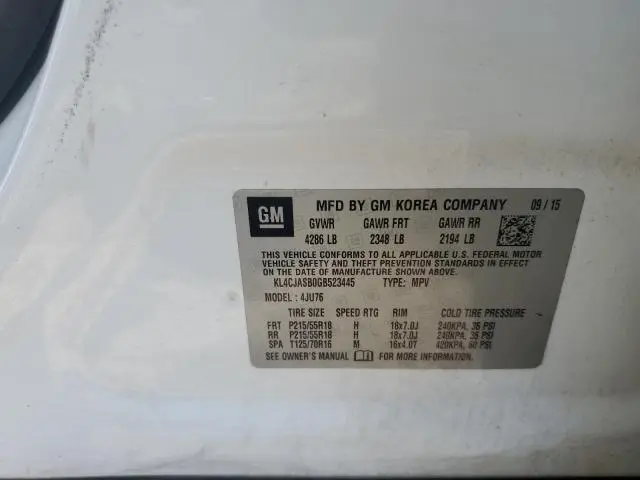 GM MFD BY GM KOREA COMPANY 09/15
GVWR GAWR FRT GAWR RR
4286 LB 2348 LB 2194 LB
THIS VEHICLE CONFORMS TO ALL APPLICABLE U.S. FEDERAL MOTOR
VEHICLE SAFETY AND THEFT PREVENTION STANDARDS IN EFFECT
ON THE DATE OF MANUFACTURE SHOWN ABOVE.
KL4CJASB0GB523445 TYPE: MPV
MODEL: 4JU76
TIRE SIZE SPEED RTG RIM COLD TIRE PRESSURE
FRT P215/55R18 H 18x7.0J 240KPA, 35 PSI
RR P215/55R18 H 18x7.0J 240KPA, 35 PSI
SPA T125/70R16 M 16x4.0T 420KPA, 60 PSI
SEE OWNER'S MANUAL FOR MORE INFORMATION.